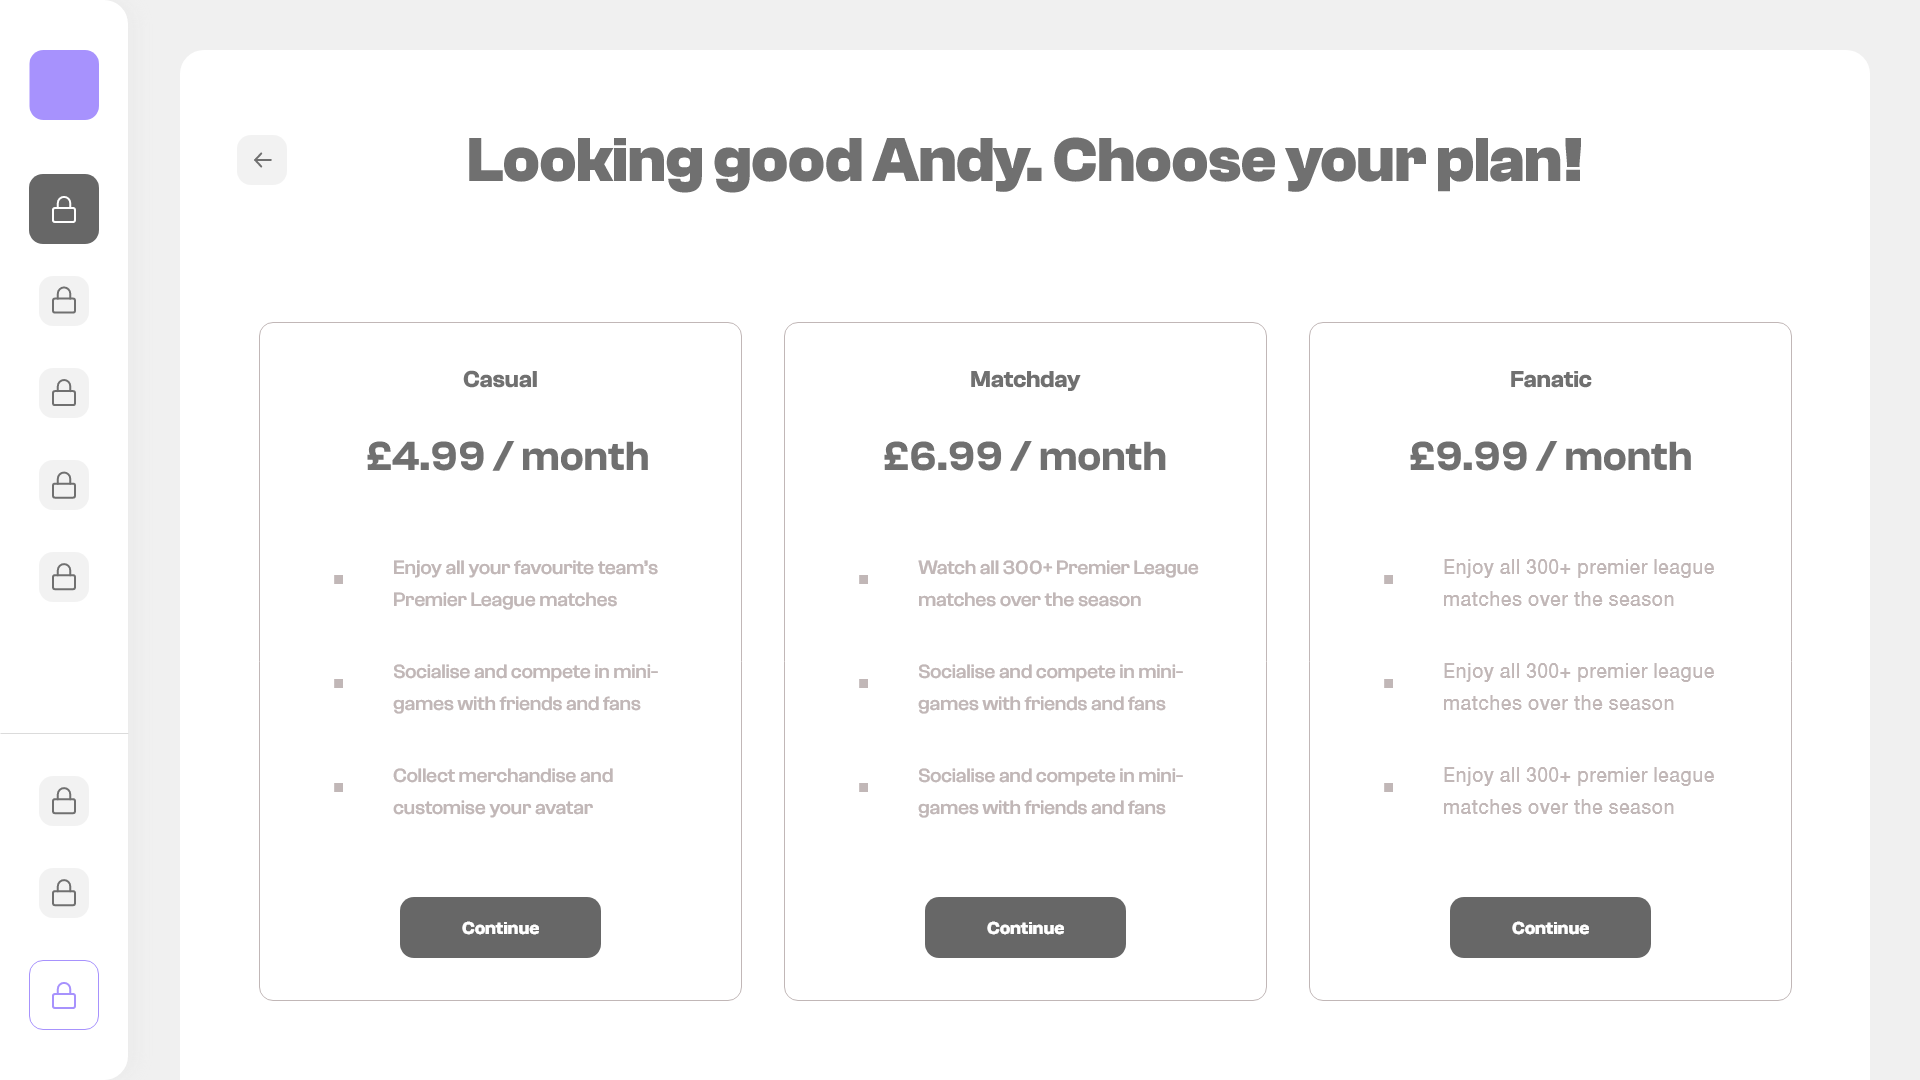 Looking good Andy. Choose your plan!
Casual
£4.99 / month
Enjoy all your favourite team's
Premier League matches
Socialise and compete in mini-
games with friends and fans
Collect merchandise and
customise your avatar
Continue
Matchday
£6.99 / month
Watch all 300+ Premier League
matches over the season
Socialise and compete in mini-
games with friends and fans
Socialise and compete in mini-
games with friends and fans
Continue
Fanatic
£9.99 / month
Enjoy all 300+ premier league
matches over the season
Enjoy all 300+ premier league
matches over the season
Enjoy all 300+ premier league
matches over the season
Continue